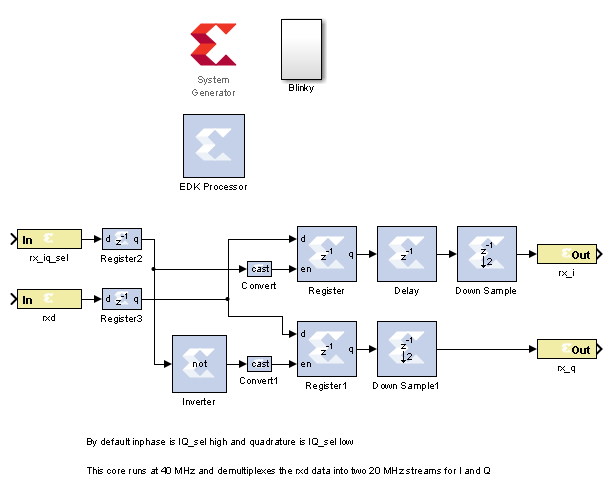 System
Generator
Blinky
EDK Processor
In
rx_iq_sel
d z-1 q
Register2
d
en
z-1
q
Register
cast
Convert
z-1
Delay
z-1
↓2
Down Sample
Out
rx_i
In
rxd
d z-1 q
Register3
not
Inverter
cast
Convert1
d
en
z-1
q
Register1
z-1
↓2
Down Sample1
Out
rx_q
By default inphase is IQ_sel high and quadrature is IQ_sel low
This core runs at 40 MHz and demultiplexes the rxd data into two 20 MHz streams for I and Q